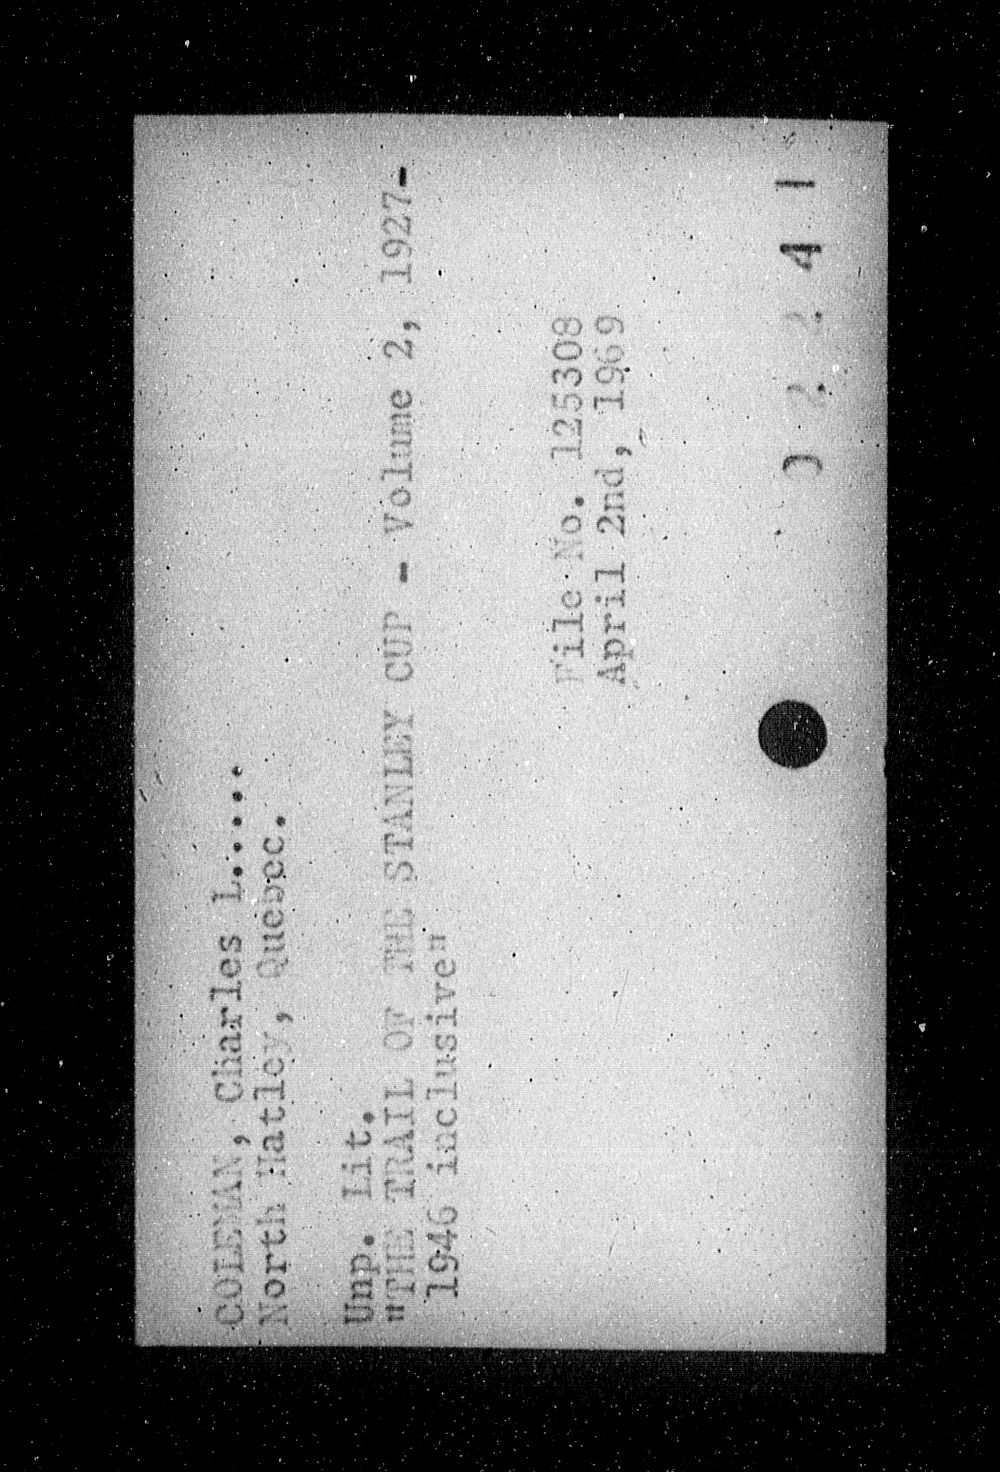 COLEMAN, Charles L.....
North Hatley, Quebec.
Unp. Lit.
"THE TRAIL OF THE STANLEY CUP - Volume 2, 1927-
1946 inclusive"
File No. 125308
April 2nd, 1969
02241